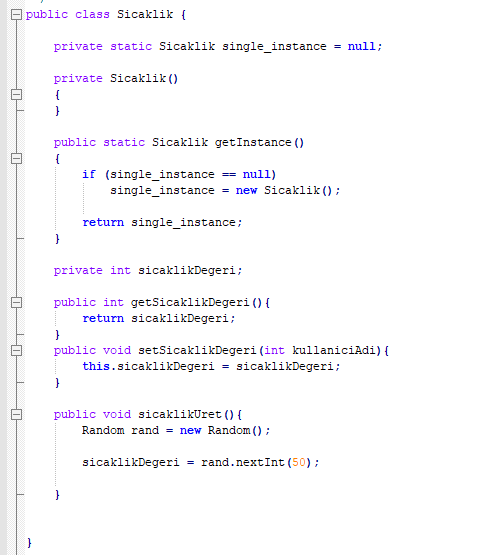 public class Sicaklik {
private static Sicaklik single_instance = null;
private Sicaklik()
{
}
public static Sicaklik getInstance()
{
if (single_instance == null)
single_instance = new Sicaklik();
return single_instance;
}
private int sicaklikDegeri;
public int getSicaklikDegeri(){
return sicaklikDegeri;
}
public void setSicaklikDegeri(int kullaniciAdi){
this.sicaklikDegeri = sicaklikDegeri;
}
public void sicaklikUret(){
Random rand = new Random();
sicaklikDegeri = rand.nextInt(50);
}
}